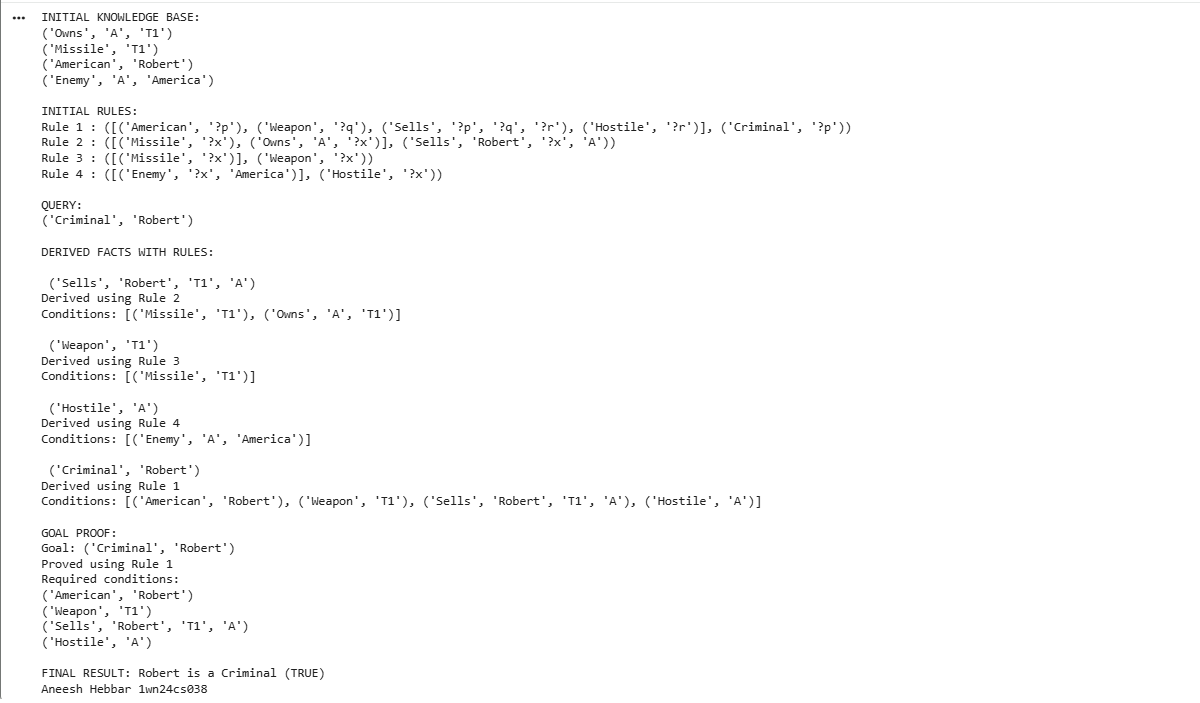 INITIAL KNOWLEDGE BASE:
('Owns', 'A', 'T1')
('Missile', 'T1')
('American', 'Robert')
('Enemy', 'A', 'America')
INITIAL RULES:
Rule 1 : ([('American', '?p'), ('Weapon', '?q'), ('Sells', '?p', '?q', '?r'), ('Hostile', '?r')], ('Criminal', '?p'))
Rule 2 : ([('Missile', '?x'), ('Owns', 'A', '?x')], ('Sells', 'Robert', '?x', 'A'))
Rule 3 : ([('Missile', '?x')], ('Weapon', '?x'))
Rule 4 : ([('Enemy', '?x', 'America')], ('Hostile', '?x'))
QUERY:
('Criminal', 'Robert')
DERIVED FACTS WITH RULES:
('Sells', 'Robert', 'T1', 'A')
Derived using Rule 2
Conditions: [('Missile', 'T1'), ('Owns', 'A', 'T1')]
('Weapon', 'T1')
Derived using Rule 3
Conditions: [('Missile', 'T1')]
('Hostile', 'A')
Derived using Rule 4
Conditions: [('Enemy', 'A', 'America')]
('Criminal', 'Robert')
Derived using Rule 1
Conditions: [('American', 'Robert'), ('Weapon', 'T1'), ('Sells', 'Robert', 'T1', 'A'), ('Hostile', 'A')]
GOAL PROOF:
Goal: ('Criminal', 'Robert')
Proved using Rule 1
Required conditions:
('American', 'Robert')
('Weapon', 'T1')
('Sells', 'Robert', 'T1', 'A')
('Hostile', 'A')
FINAL RESULT: Robert is a Criminal (TRUE)
Aneesh Hebbar 1wn24cs038